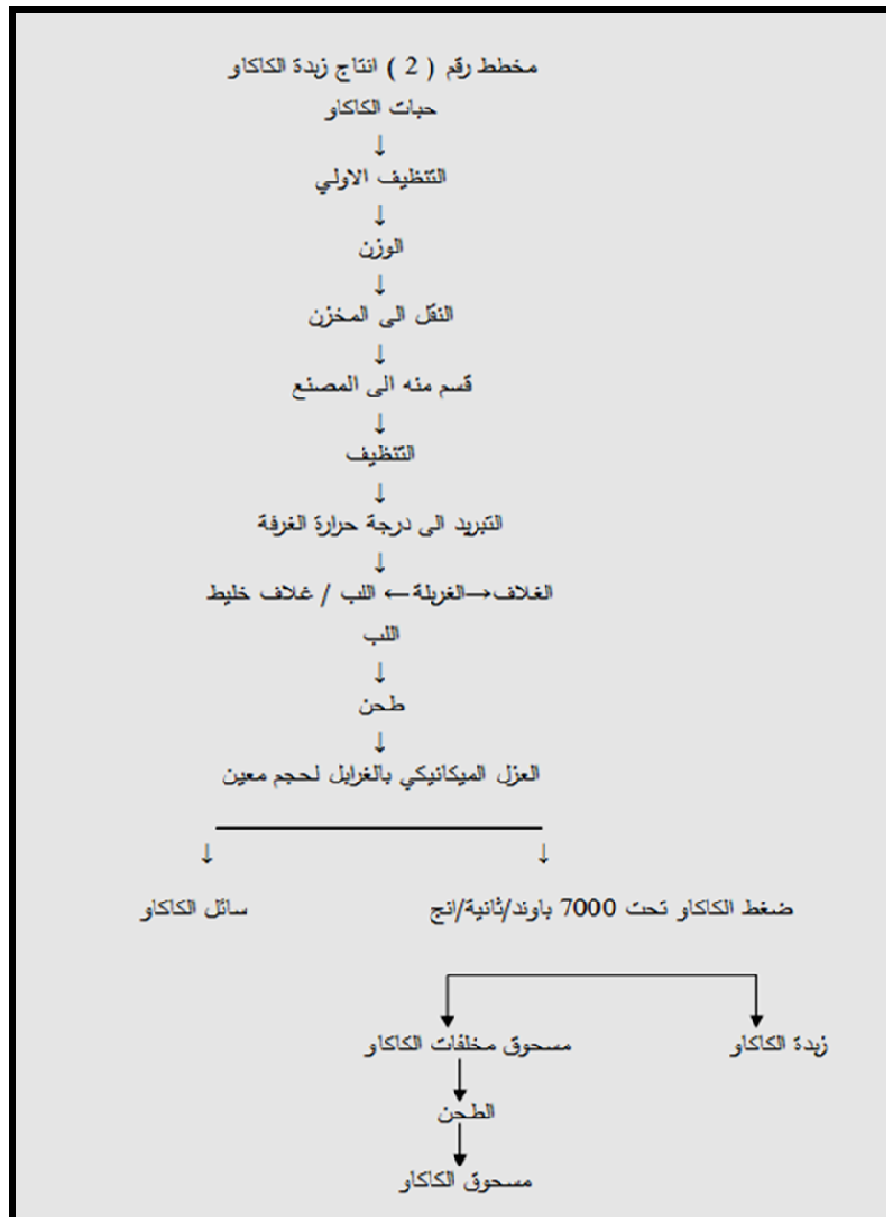 مخطط رقم ( 2 ) انتاج زبدة الكاكاو
حبات الكاكاو
↓
التنظيف الاولي
↓
الوزن
↓
النقل الى المخزن
↓
قسم منه الى المصنع
↓
التنظيف
↓
التبريد الى درجة حرارة الغرفة
↓
الغلاف→الغربلة← اللب / غلاف خليط
اللب
↓
طحن
↓
العزل الميكانيكي بالغرابل لحجم معين
↓ ↓
ضغط الكاكاو تحت 7000 باوند/ثانية/انج سائل الكاكاو
زبدة الكاكاو مسحوق مخلفات الكاكاو
الطحن
مسحوق الكاكاو